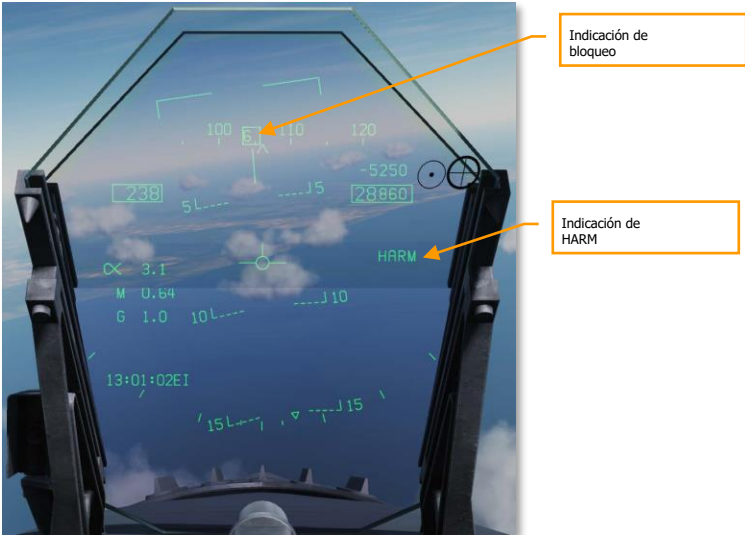 Indicación de
bloqueo
100 6. 110 120
-5250
238 28860
5 5
Indicación de
HARM
HARM
α 3.1
M 0.64
G 1.0
10 10
13:01:02EI
15 15